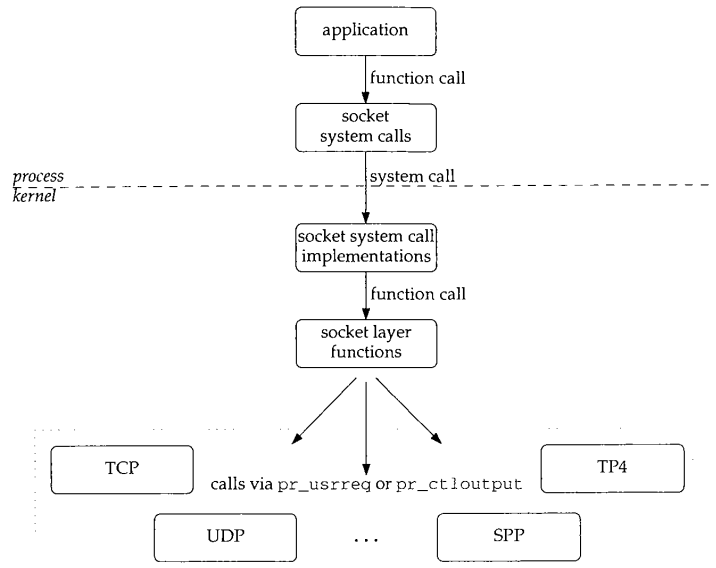 application
function call
socket
system calls
process
system call
kernel
socket system call
implementations
function call
socket layer
functions
TCP
TP4
calls via pr_usrreq or pr_ctloutput
UDP
...
SPP